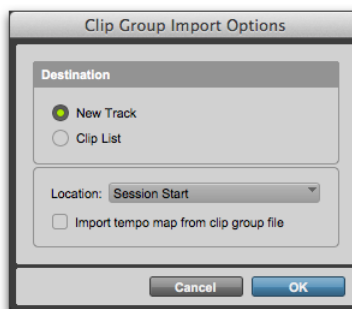 Clip Group Import Options
Destination
New Track
Clip List
Location: Session Start
Import tempo map from clip group file
Cancel OK